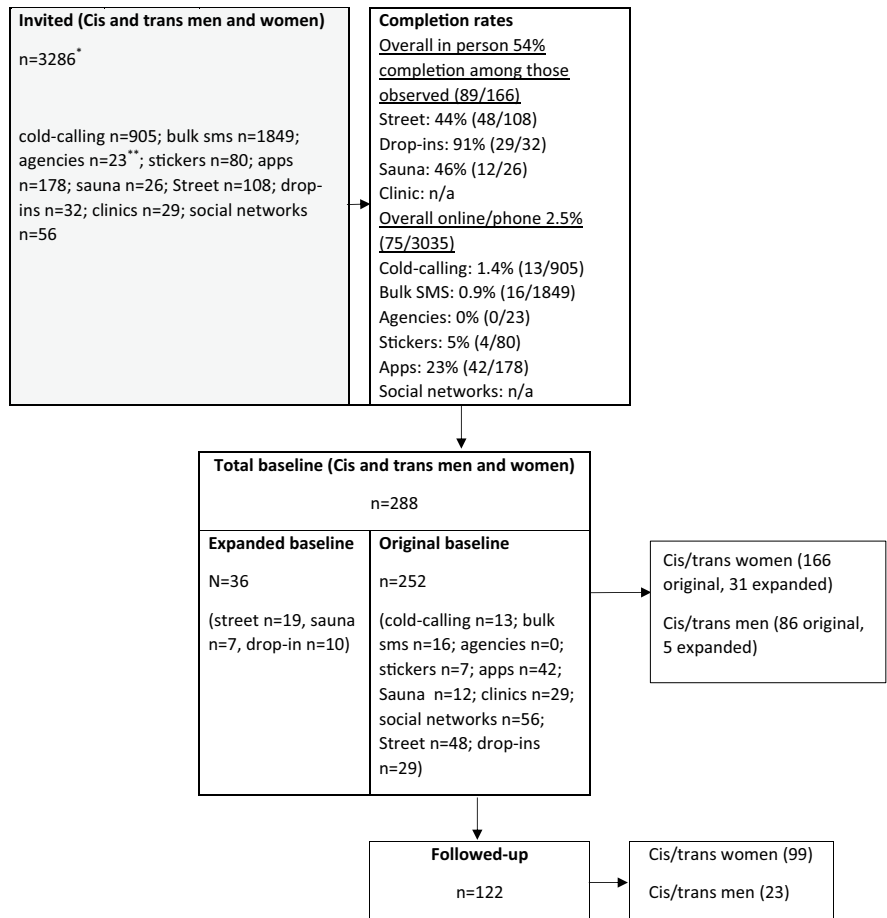 Invited (Cis and trans men and women)
n=3286*
cold-calling n=905; bulk sms n=1849;
agencies n=23**; stickers n=80; apps
n=178; sauna n=26; Street n=108; drop-
ins n=32; clinics n=29; social networks
n=56
Completion rates
Overall in person 54%
completion among those
observed (89/166)
Street: 44% (48/108)
Drop-ins: 91% (29/32)
Sauna: 46% (12/26)
Clinic: n/a
Overall online/phone 2.5%
(75/3035)
Cold-calling: 1.4% (13/905)
Bulk SMS: 0.9% (16/1849)
Agencies: 0% (0/23)
Stickers: 5% (4/80)
Apps: 23% (42/178)
Social networks: n/a
Total baseline (Cis and trans men and women)
n=288
Expanded baseline
N=36
(street n=19, sauna
n=7, drop-in n=10)
Original baseline
n=252
(cold-calling n=13; bulk
sms n=16; agencies n=0;
stickers n=7; apps n=42;
Sauna n=12; clinics n=29;
social networks n=56;
Street n=48; drop-ins
n=29)
Cis/trans women (166
original, 31 expanded)
Cis/trans men (86 original,
5 expanded)
Followed-up
n=122
Cis/trans women (99)
Cis/trans men (23)